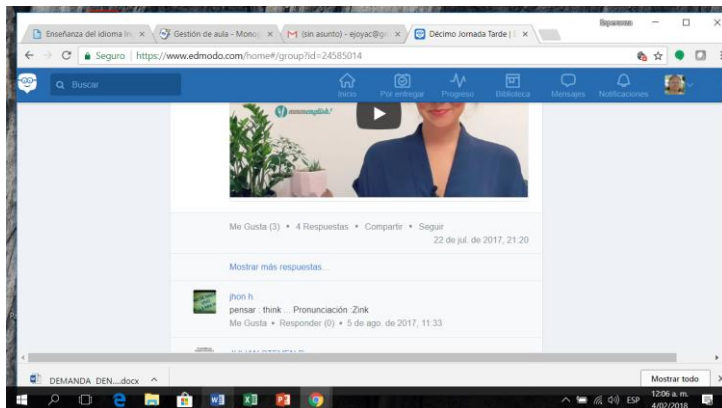 Esperanza
Enseñanza del idioma In
Gestión de aula - Monog
(sin asunto) - ejoyac@g
Décimo Jornada Tarde |
Seguro | https://www.edmodo.com/home#/group?id=24585014
Buscar
Inicio
Por entregar
Progreso
Biblioteca
Mensajes
Notificaciones
mmmenglish!
Me Gusta (3) • 4 Respuestas • Compartir • Seguir
22 de jul. de 2017, 21:20
Mostrar más respuestas...
jhon h.
pensar : think ... Pronunciación :Zink
Me Gusta • Responder (0) • 5 de ago. de 2017, 11:33
DEMANDA DEN....docx
Mostrar todo
ESP
12:06 a. m.
4/02/2018